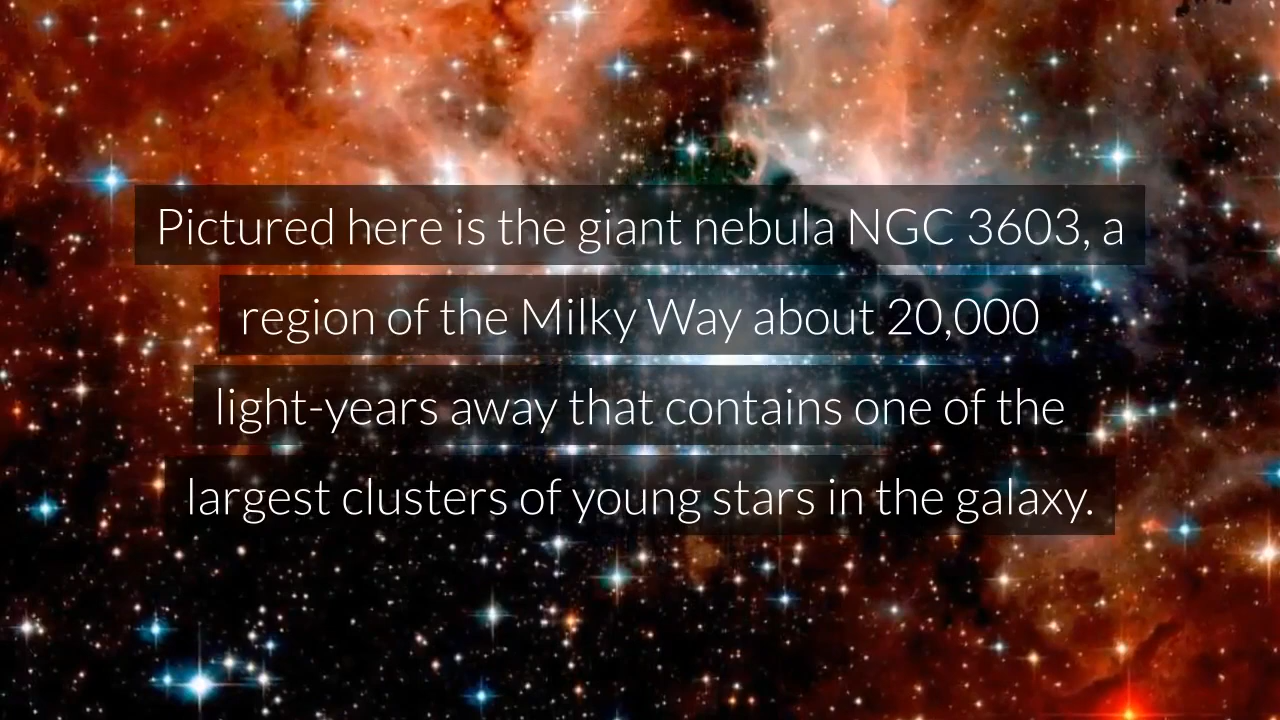 Pictured here is the giant nebula NGC 3603, a
region of the Milky Way about 20,000
light-years away that contains one of the
largest clusters of young stars in the galaxy.